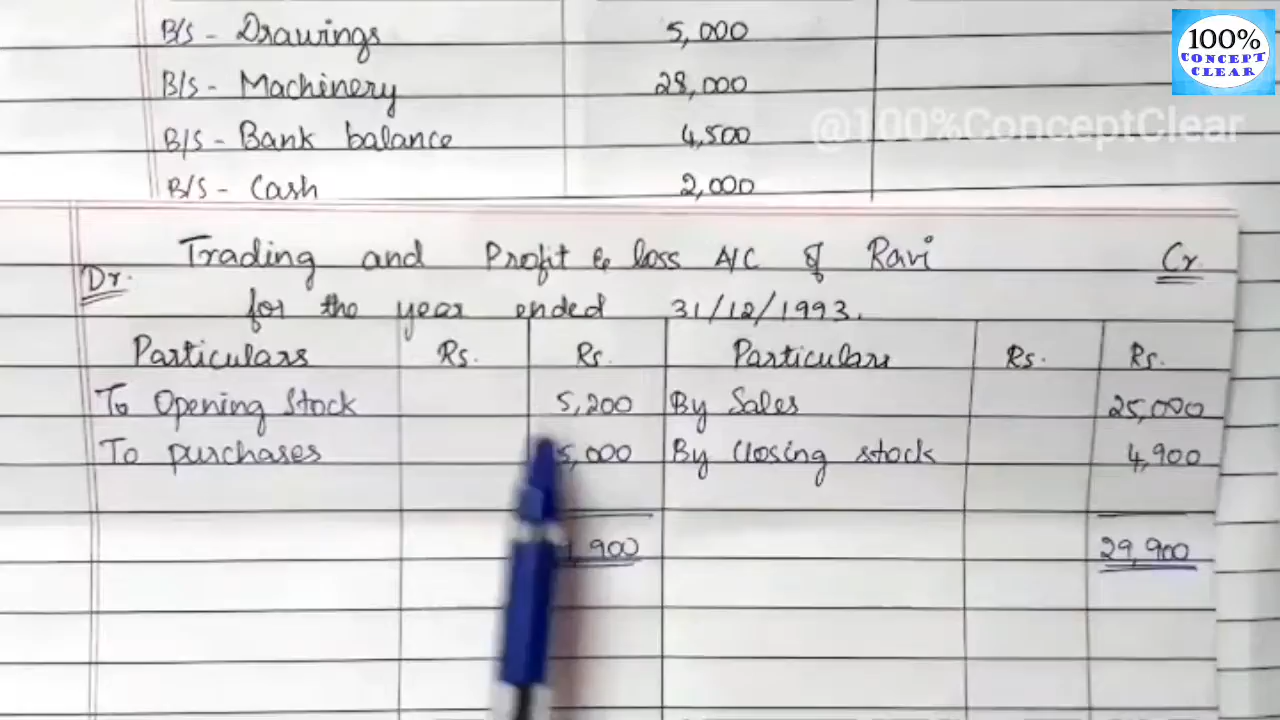 B/S - Drawings 5,000
B/S - Machinery 28,000
B/S - Bank balance 4,500
B/S - Cash 2,000
100%
CONCEPT
CLEAR
@100%ConceptClear
Trading and Profit & loss A/C of Ravi
Dr. Cr.
for the year ended 31/12/1993.
Particulars Rs. Rs. Particulars Rs. Rs.
To Opening Stock 5,200 By Sales 25,000
To purchases 5,000 By Closing stock 4,900
900 29,900